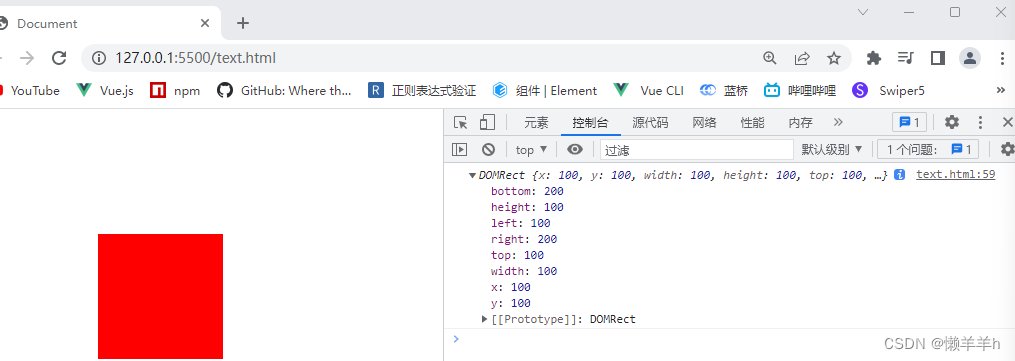 Document
127.0.0.1:5500/text.html
YouTube Vue.js npm GitHub: Where th... R 正则表达式验证 组件 | Element Vue CLI 蓝桥 哔哩哔哩 Swiper5 »
元素 控制台 源代码 网络 性能 内存 » 1
top ▼ 过滤 默认级别 ▼ 1 个问题: 1
▼DOMRect {x: 100, y: 100, width: 100, height: 100, top: 100, …} i text.html:59
bottom: 200
height: 100
left: 100
right: 200
top: 100
width: 100
x: 100
y: 100
▶[[Prototype]]: DOMRect
CSDN @懒羊羊h